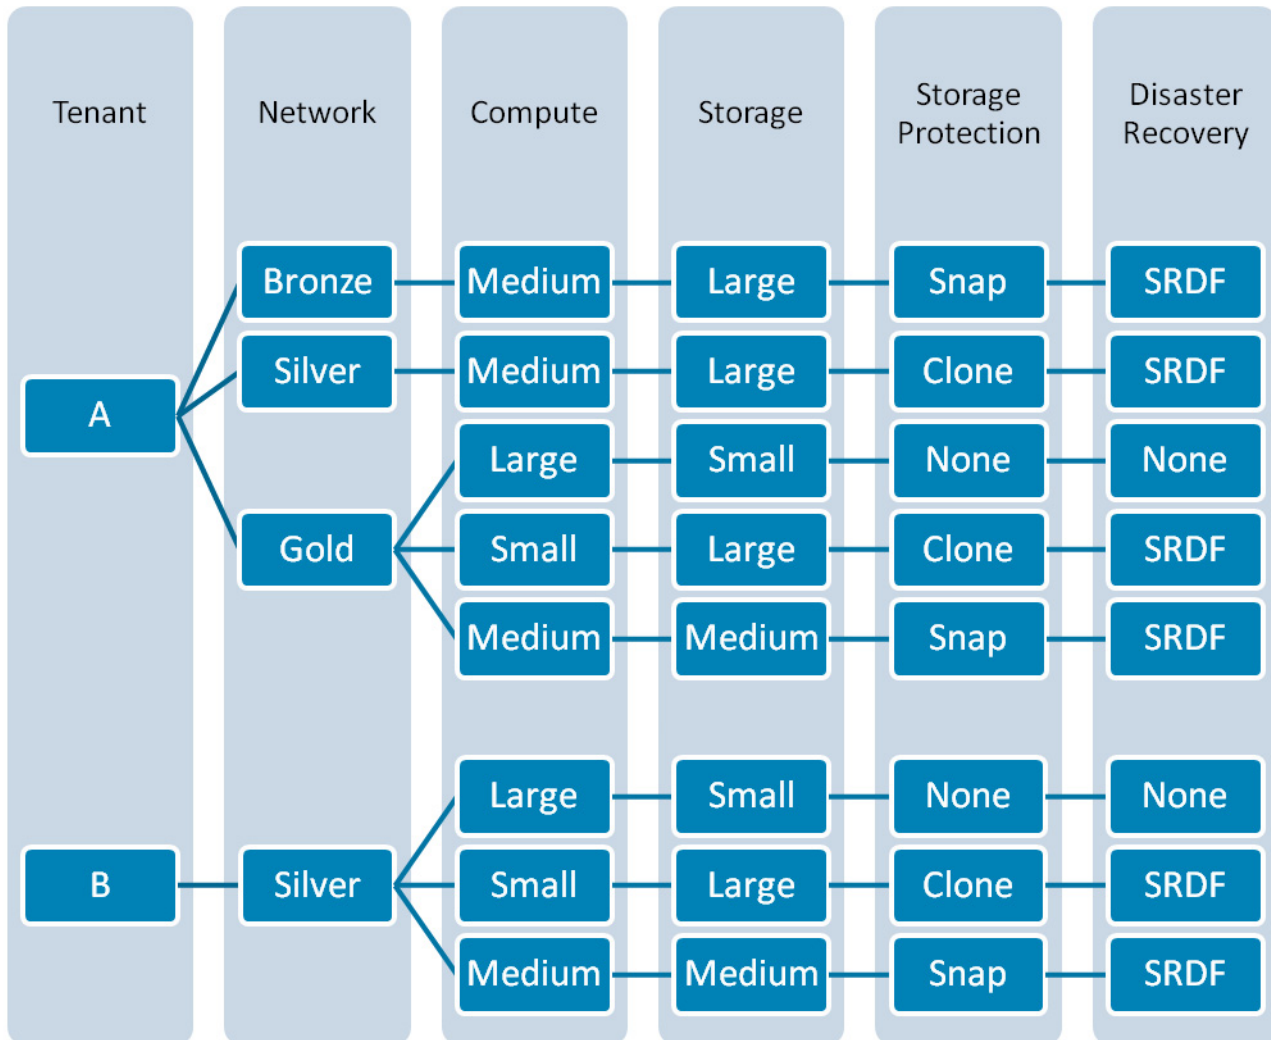 Tenant
Network
Compute
Storage
Storage
Protection
Disaster
Recovery
Bronze
Medium
Large
Snap
SRDF
Silver
Medium
Large
Clone
SRDF
A
Large
Small
None
None
Gold
Small
Large
Clone
SRDF
Medium
Medium
Snap
SRDF
Large
Small
None
None
B
Silver
Small
Large
Clone
SRDF
Medium
Medium
Snap
SRDF